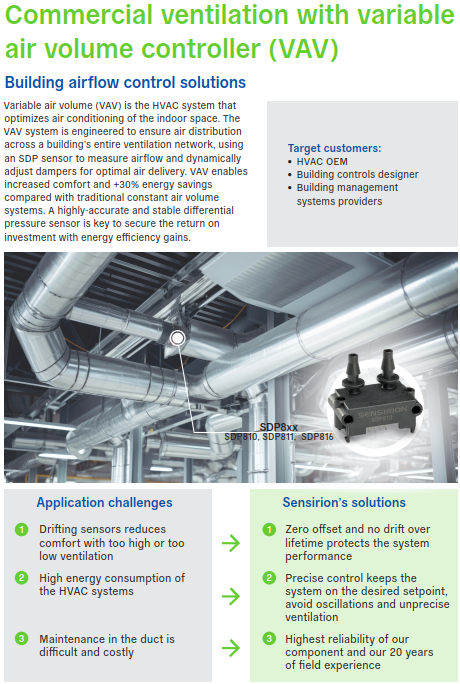 Commercial ventilation with variable
air volume controller (VAV)
Building airflow control solutions
Variable air volume (VAV) is the HVAC system that
optimizes air conditioning of the indoor space. The
VAV system is engineered to ensure air distribution
across a building's entire ventilation network, using
an SDP sensor to measure airflow and dynamically
adjust dampers for optimal air delivery. VAV enables
increased comfort and +30% energy savings
compared with traditional constant air volume
systems. A highly-accurate and stable differential
pressure sensor is key to secure the return on
investment with energy efficiency gains.
Target customers:
• HVAC OEM
• Building controls designer
• Building management
systems providers
SENSIRION
SDP8xx
SDP810, SDP811, SDP816
Application challenges
1 Drifting sensors reduces
comfort with too high or too
low ventilation
2 High energy consumption of
the HVAC systems
3 Maintenance in the duct is
difficult and costly
Sensirion's solutions
1 Zero offset and no drift over
lifetime protects the system
performance
2 Precise control keeps the
system on the desired setpoint,
avoid oscillations and unprecise
ventilation
3 Highest reliability of our
component and our 20 years
of field experience